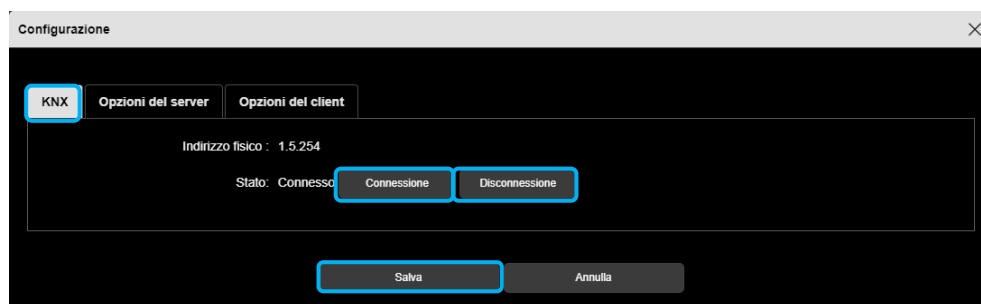 Configurazione
KNX Opzioni del server Opzioni del client
Indirizzo fisico : 1.5.254
Stato: Connesso Connessione Disconnessione
Salva Annulla